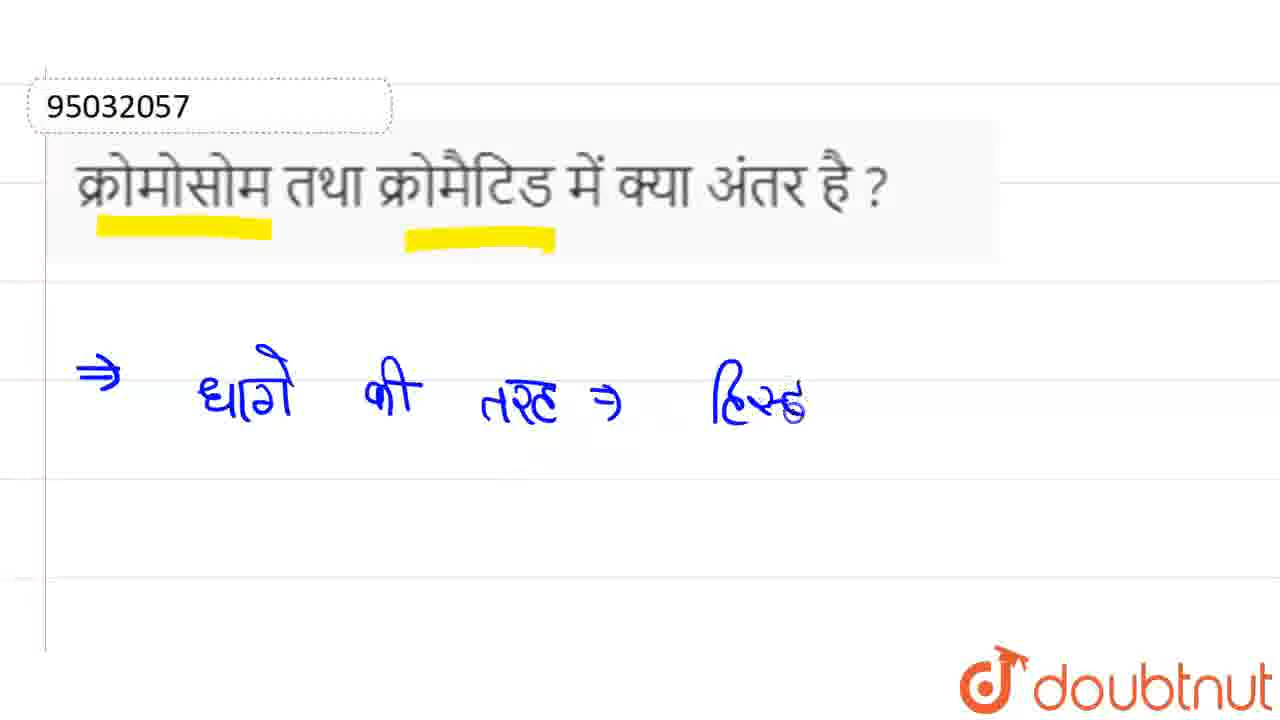 95032057
क्रोमोसोम तथा क्रोमैटिड में क्या अंतर है ?
⇒ धागे की तरह ⇒
doubtnut